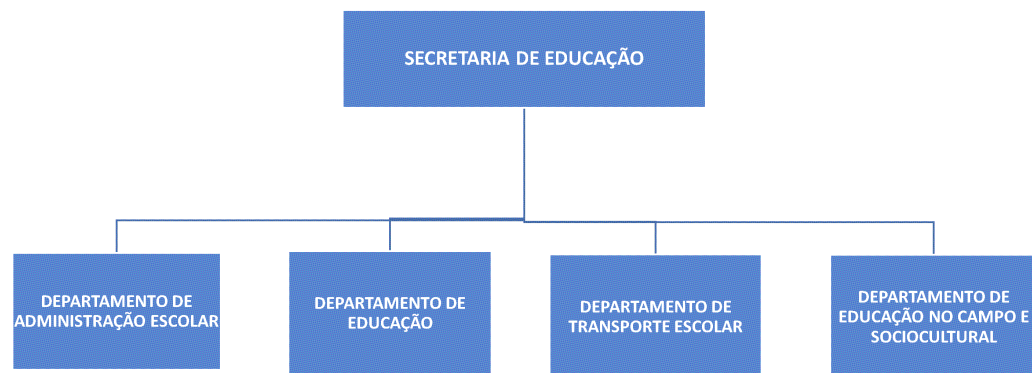 SECRETARIA DE EDUCAÇÃO
DEPARTAMENTO DE
ADMINISTRAÇÃO ESCOLAR
DEPARTAMENTO DE
EDUCAÇÃO
DEPARTAMENTO DE
TRANSPORTE ESCOLAR
DEPARTAMENTO DE
EDUCAÇÃO NO CAMPO E
SOCIOCULTURAL